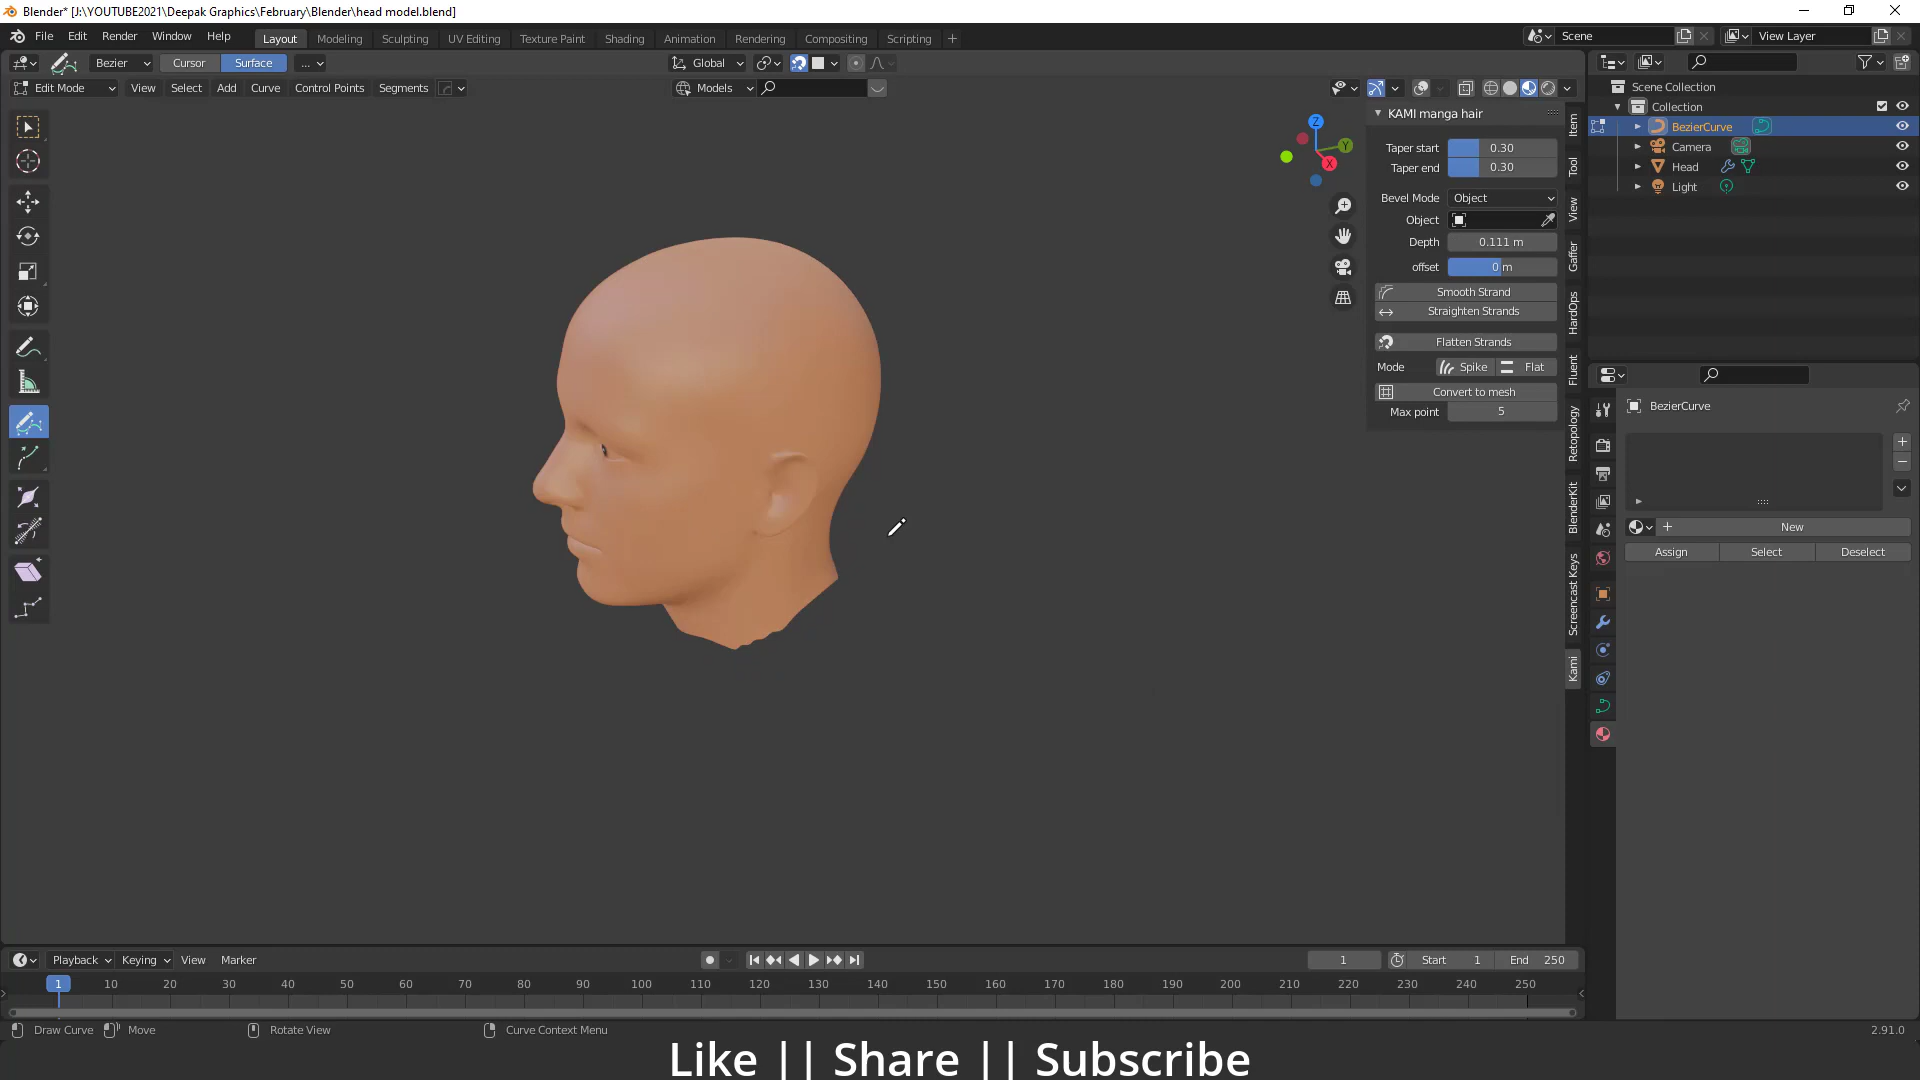 Blender* [J:\YOUTUBE2021\Deepak Graphics\February\Blender\head model.blend]
File Edit Render Window Help Layout Modeling Sculpting UV Editing Texture Paint Shading Animation Rendering Compositing Scripting + Scene View Layer
Bezier Cursor Surface ... Global
Edit Mode View Select Add Curve Control Points Segments Models
Scene Collection
Collection
BezierCurve
Camera
Head
Light
KAMI manga hair
Taper start 0.30
Taper end 0.30
Bevel Mode Object
Object
Depth 0.111 m
offset 0 m
Smooth Strand
Straighten Strands
Flatten Strands
Mode Spike Flat
Convert to mesh
Max point 5
Z
Y
X
Item
Tool
View
Gaffer
HardOps
Fluent
Retopology
BlenderKit
Screencast Keys
Kami
BezierCurve
New
Assign Select Deselect
Playback Keying View Marker 1 Start 1 End 250
1 10 20 30 40 50 60 70 80 90 100 110 120 130 140 150 160 170 180 190 200 210 220 230 240 250
Draw Curve Move Rotate View Curve Context Menu 2.91.0
Like || Share || Subscribe